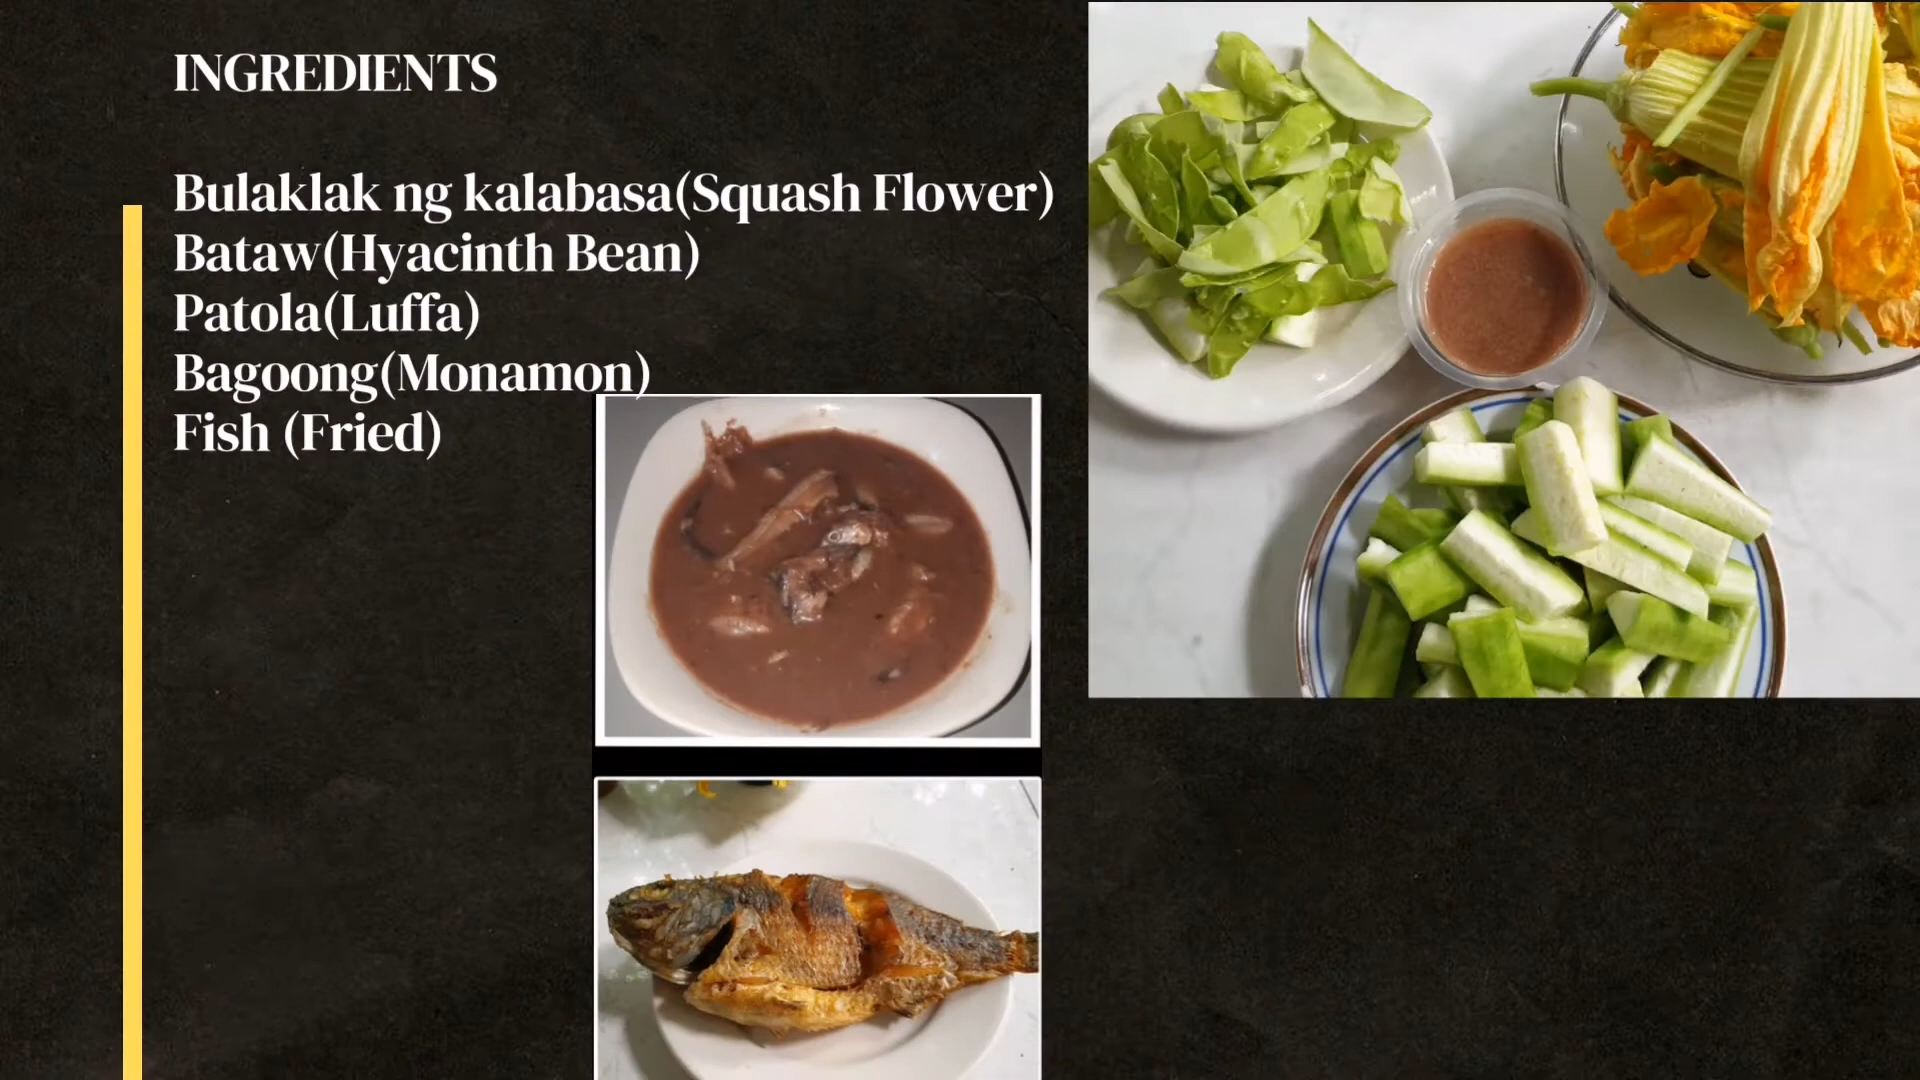 INGREDIENTS
Bulaklak ng kalabasa(Squash Flower)
Bataw(Hyacinth Bean)
Patola(Luffa)
Bagoong(Monamon)
Fish (Fried)